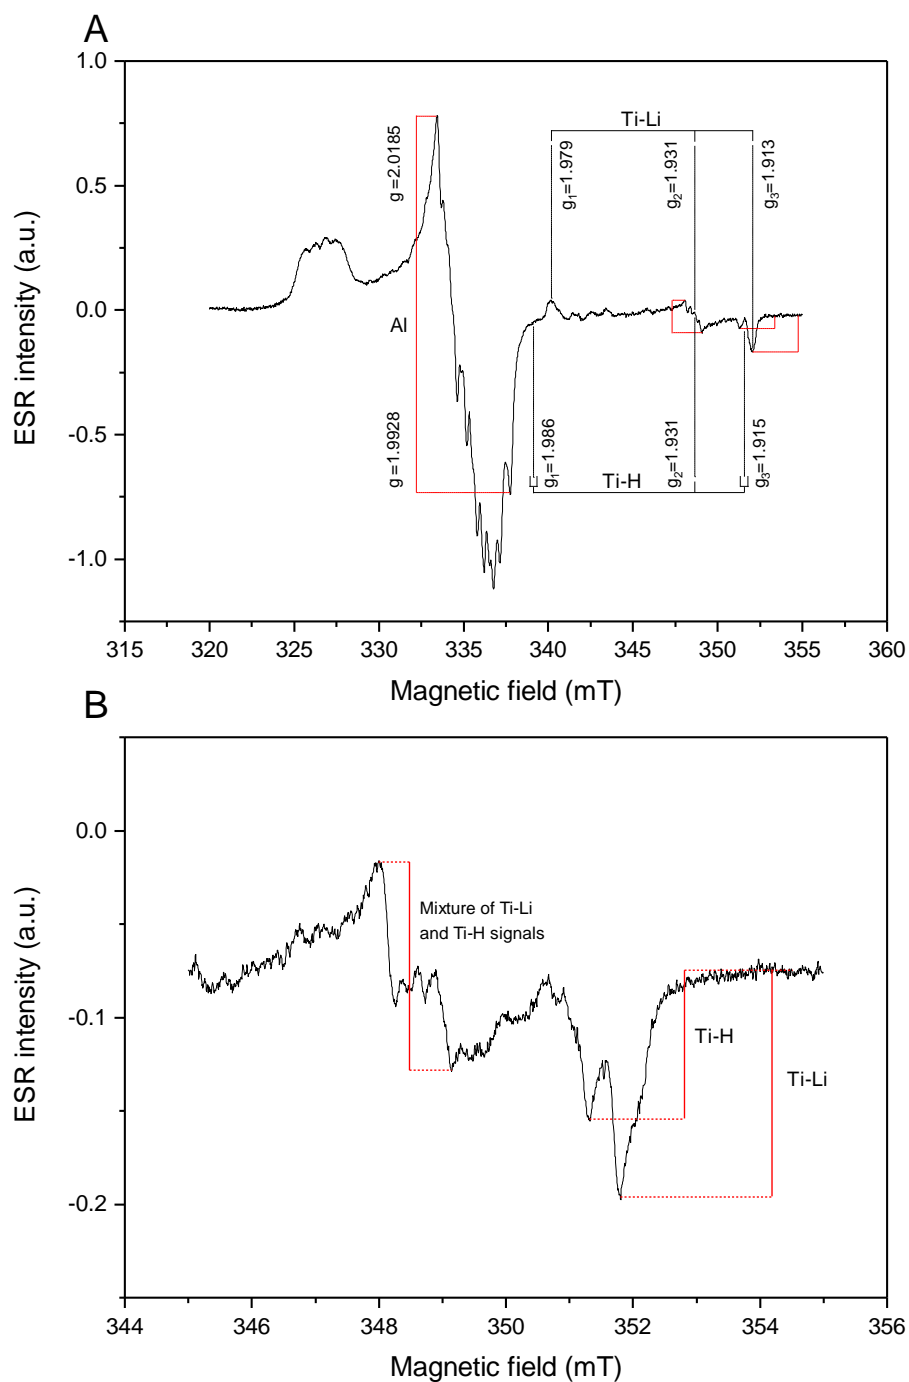 A
1.0
0.5
0.0
-0.5
-1.0
ESR intensity (a.u.)
g=2.0185
Al
g=1.9928
Ti-Li
g₁=1.979
g₂=1.931
g₃=1.913
g₁=1.986
g₂=1.931
g₃=1.915
Ti-H
315 320 325 330 335 340 345 350 355 360
Magnetic field (mT)
B
0.0
-0.1
-0.2
ESR intensity (a.u.)
Mixture of Ti-Li
and Ti-H signals
Ti-H
Ti-Li
344 346 348 350 352 354 356
Magnetic field (mT)